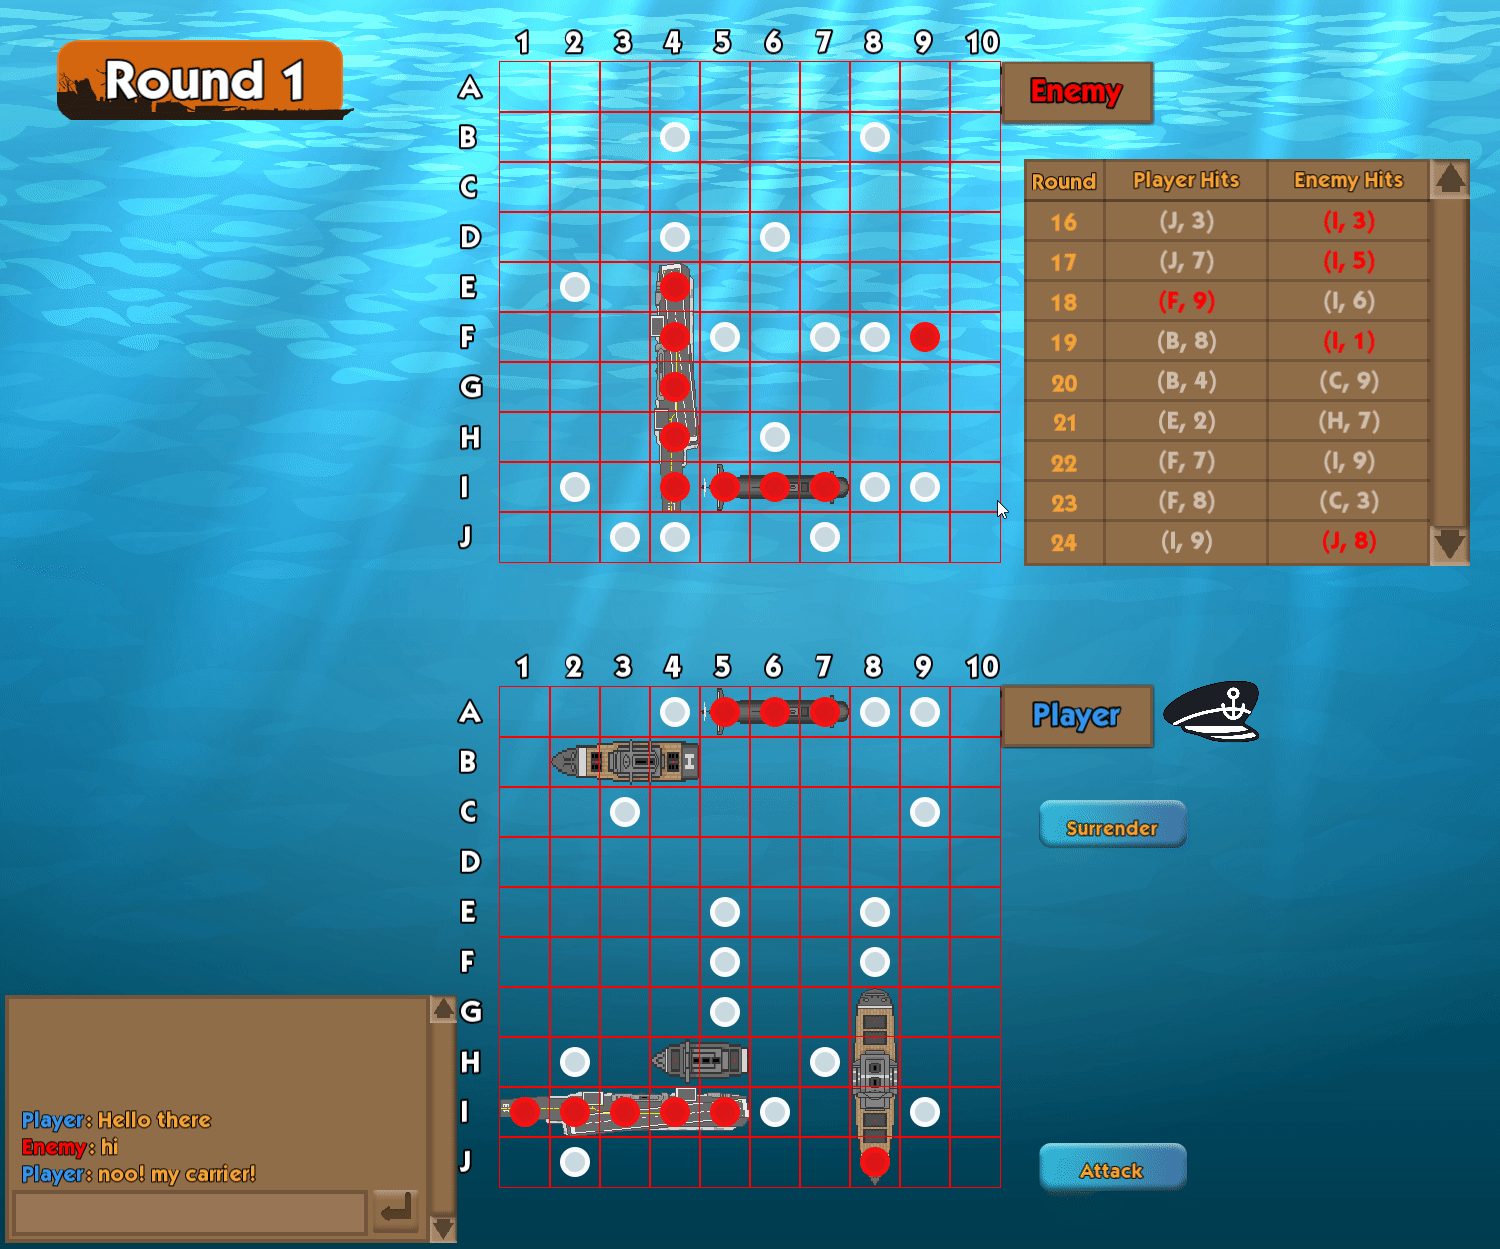 Round 1
1 2 3 4 5 6 7 8 9 10
A
B
C
D
E
F
G
H
I
J
Enemy
Round Player Hits Enemy Hits
16 (J, 3) (I, 3)
17 (J, 7) (I, 5)
18 (F, 9) (I, 6)
19 (B, 8) (I, 1)
20 (B, 4) (C, 9)
21 (E, 2) (H, 7)
22 (F, 7) (I, 9)
23 (F, 8) (C, 3)
24 (I, 9) (J, 8)
1 2 3 4 5 6 7 8 9 10
A
B
C
D
E
F
G
H
I
J
H
Player
Surrender
Attack
Player: Hello there
Enemy: hi
Player: noo! my carrier!